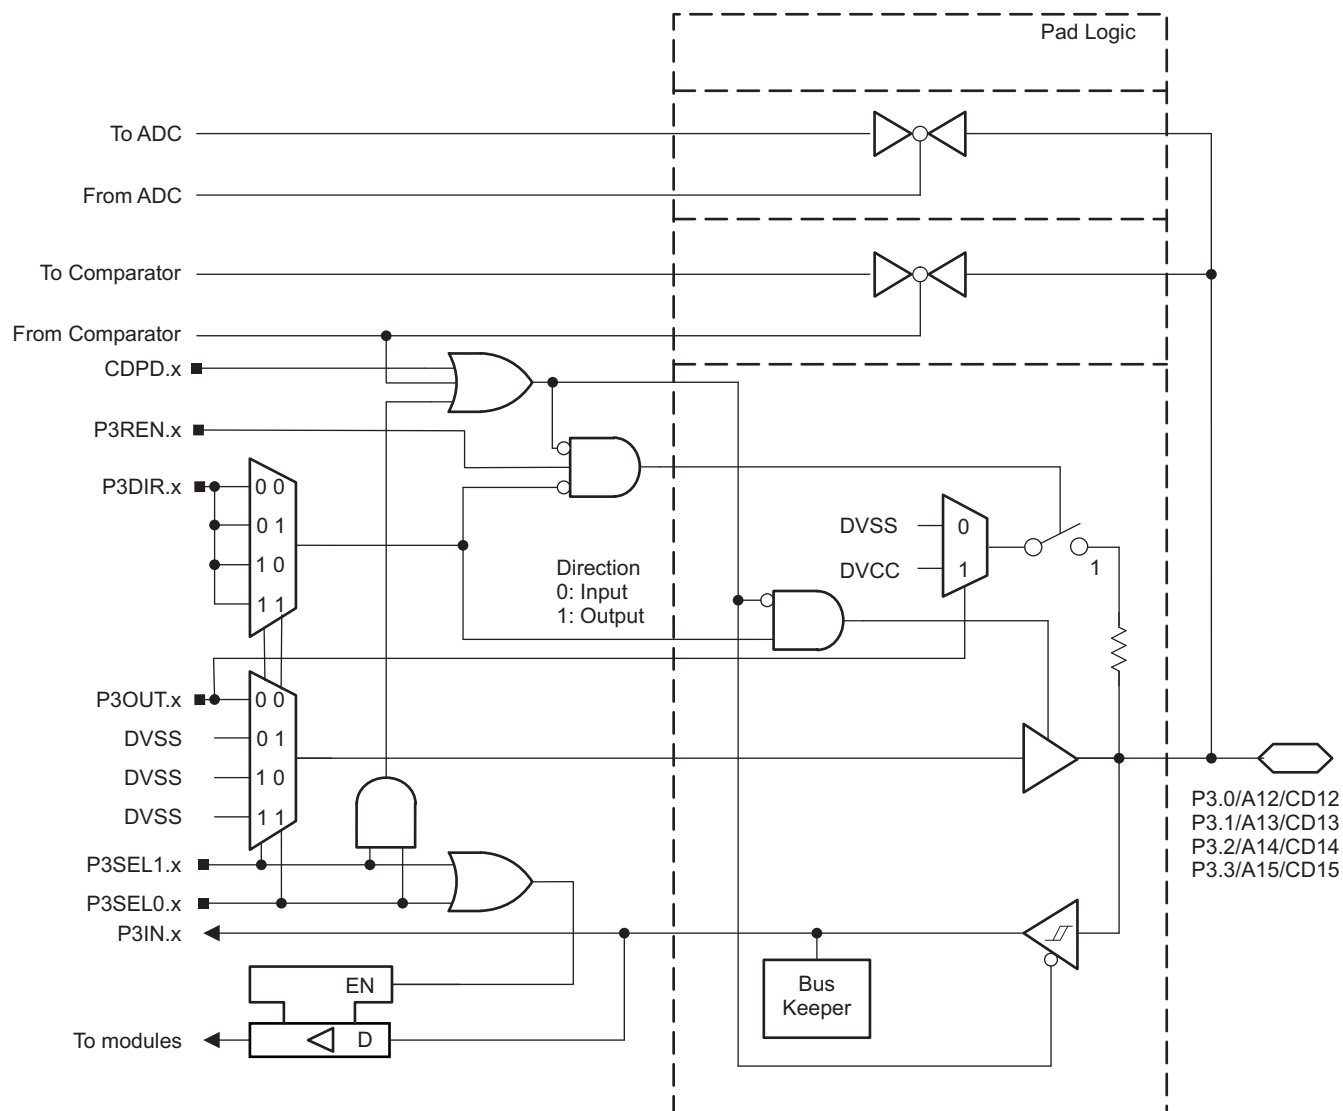 Pad Logic
To ADC
From ADC
To Comparator
From Comparator
CDPD.x
P3REN.x
P3DIR.x
0 0
0 1
1 0
1 1
Direction
0: Input
1: Output
DVSS
DVCC
0
1
1
P3OUT.x
DVSS
DVSS
DVSS
0 0
0 1
1 0
1 1
P3.0/A12/CD12
P3.1/A13/CD13
P3.2/A14/CD14
P3.3/A15/CD15
P3SEL1.x
P3SEL0.x
P3IN.x
Bus
Keeper
EN
D
To modules